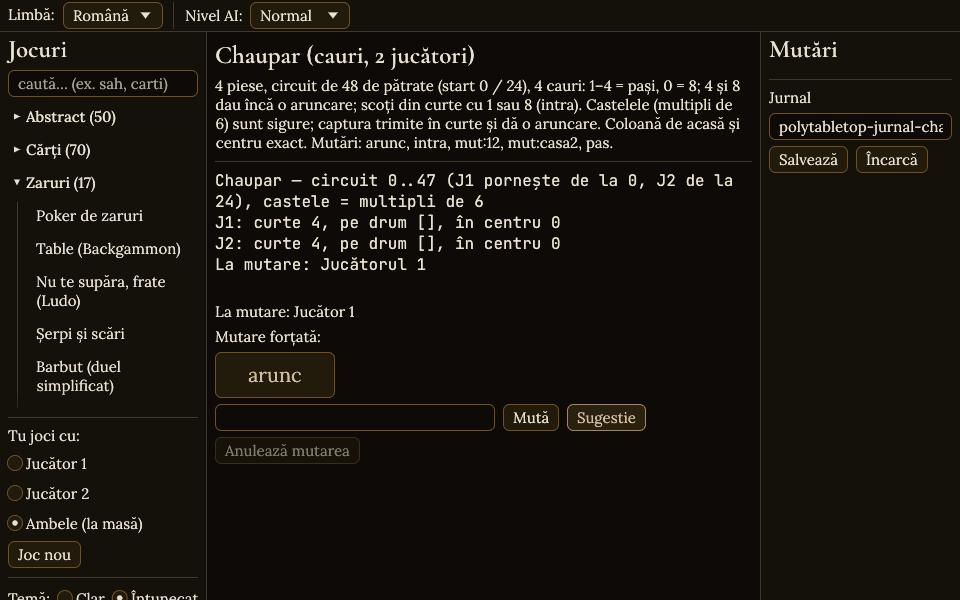 Limbă: Română Nivel AI: Normal
Jocuri
caută... (ex. sah, carti)
Abstract (50)
Cărți (70)
Zaruri (17)
Poker de zaruri
Table (Backgammon)
Nu te supăra, frate
(Ludo)
Șerpi și scări
Barbut (duel
simplificat)
Tu joci cu:
Jucător 1
Jucător 2
Ambele (la masă)
Joc nou
Temă: Clar Întunecat
Chaupar (cauri, 2 jucători)
4 piese, circuit de 48 de pătrate (start 0 / 24), 4 cauri: 1–4 = pași, 0 = 8; 4 și 8
dau încă o aruncare; scoți din curte cu 1 sau 8 (intra). Castelele (multipli de
6) sunt sigure; captura trimite în curte și dă o aruncare. Coloană de acasă și
centru exact. Mutări: arunc, intra, mut:12, mut:casa2, pas.
Chaupar — circuit 0..47 (J1 pornește de la 0, J2 de la
24), castele = multipli de 6
J1: curte 4, pe drum [], în centru 0
J2: curte 4, pe drum [], în centru 0
La mutare: Jucătorul 1
La mutare: Jucător 1
Mutare forțată:
arunc
Mută Sugestie
Anulează mutarea
Mutări
Jurnal
polytabletop-jurnal-cha
Salvează Încarcă